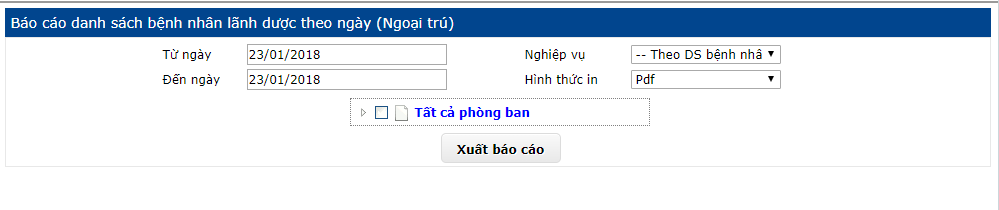 Báo cáo danh sách bệnh nhân lãnh dược theo ngày (Ngoại trú)
Từ ngày 23/01/2018 Nghiệp vụ -- Theo DS bệnh nhâ
Đến ngày 23/01/2018 Hình thức in Pdf
Tất cả phòng ban
Xuất báo cáo